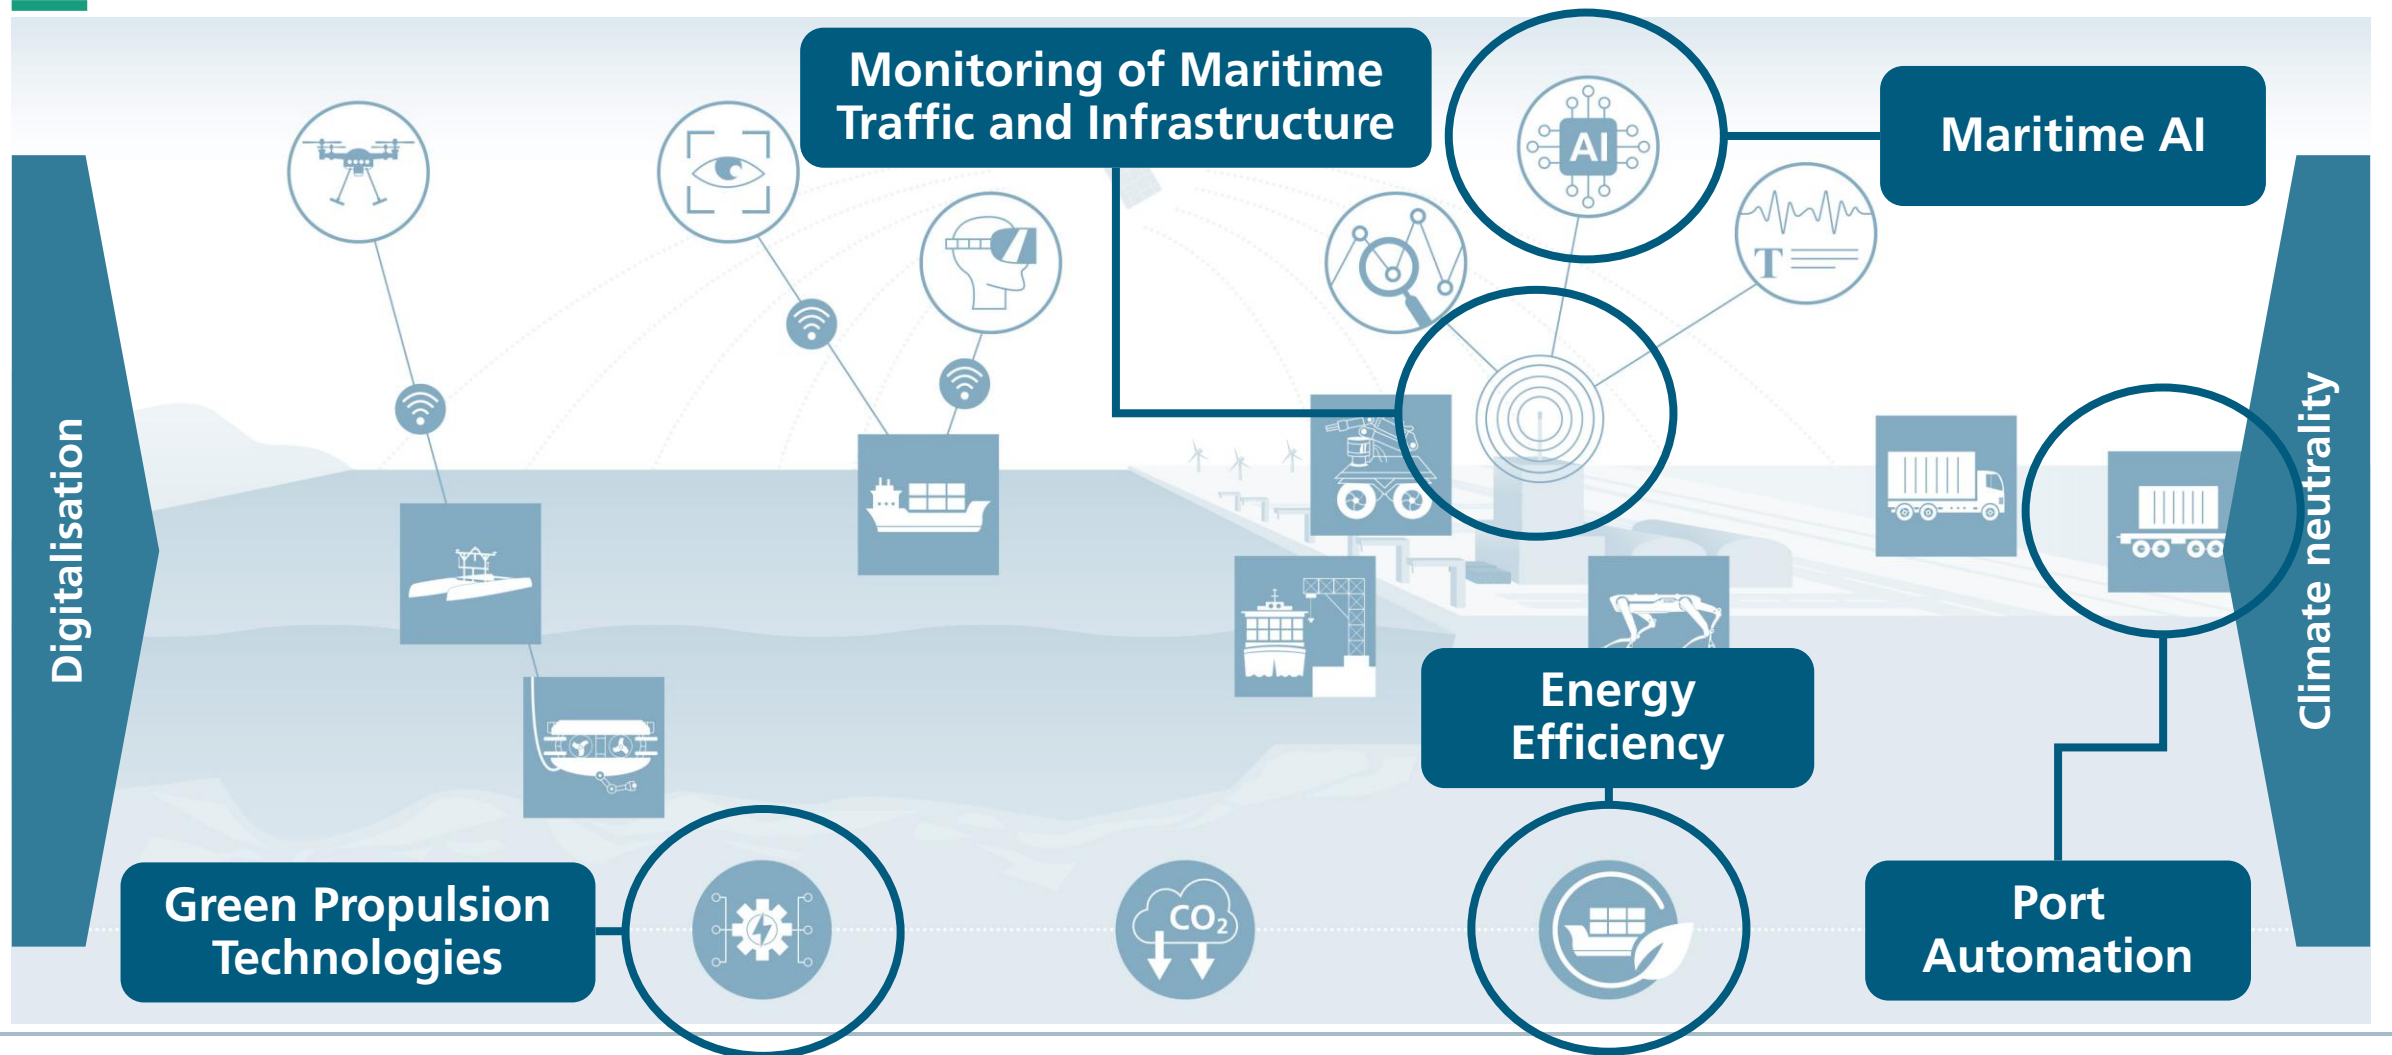 Monitoring of Maritime
Traffic and Infrastructure
AI
Maritime AI
T
Digitalisation
Climate neutrality
Energy
Efficiency
Green Propulsion
Technologies
CO₂
Port
Automation